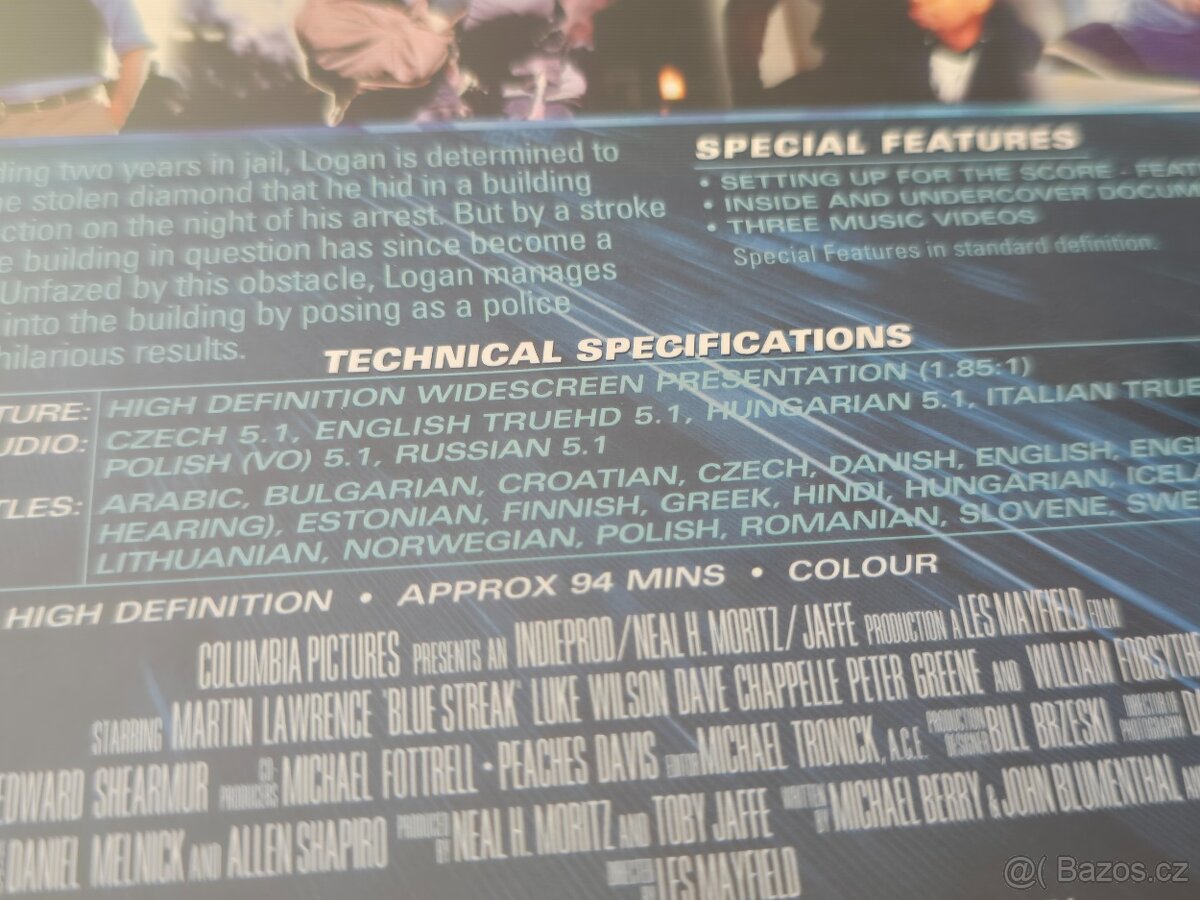 ding two years in jail, Logan is determined to
e stolen diamond that he hid in a building
ction on the night of his arrest. But by a stroke
e building in question has since become a
Unfazed by this obstacle, Logan manages
into the building by posing as a police
hilarious results.
SPECIAL FEATURES
• SETTING UP FOR THE SCORE - FEAT
• INSIDE AND UNDERCOVER DOCUM
• THREE MUSIC VIDEOS
Special Features in standard definition.
TECHNICAL SPECIFICATIONS
TURE: HIGH DEFINITION WIDESCREEN PRESENTATION (1.85:1)
UDIO: CZECH 5.1, ENGLISH TRUEHD 5.1, HUNGARIAN 5.1, ITALIAN TRUE
POLISH (VO) 5.1, RUSSIAN 5.1
TLES: ARABIC, BULGARIAN, CROATIAN, CZECH, DANISH, ENGLISH, ENG
HEARING), ESTONIAN, FINNISH, GREEK, HINDI, HUNGARIAN, ICEL
LITHUANIAN, NORWEGIAN, POLISH, ROMANIAN, SLOVENE, SWE
HIGH DEFINITION • APPROX 94 MINS • COLOUR
COLUMBIA PICTURES PRESENTS AN INDIEPROD/NEAL H. MORITZ/JAFFE PRODUCTION A LES MAYFIELD FILM
STARRING MARTIN LAWRENCE 'BLUE STREAK' LUKE WILSON DAVE CHAPPELLE PETER GREENE AND WILLIAM FORSYTHE
EDWARD SHEARMUR CO-PRODUCERS MICHAEL FOTTRELL • PEACHES DAVIS EDITOR MICHAEL TRONICK, A.C.E. PRODUCTION DESIGNER BILL BRZESKI DIRECTOR OF PHOTOGRAPHY D
DANIEL MELNICK AND ALLEN SHAPIRO PRODUCED BY NEAL H. MORITZ AND TOBY JAFFE WRITTEN BY MICHAEL BERRY & JOHN BLUMENTHAL AN
DIRECTED BY LES MAYFIELD
@( Bazos.cz